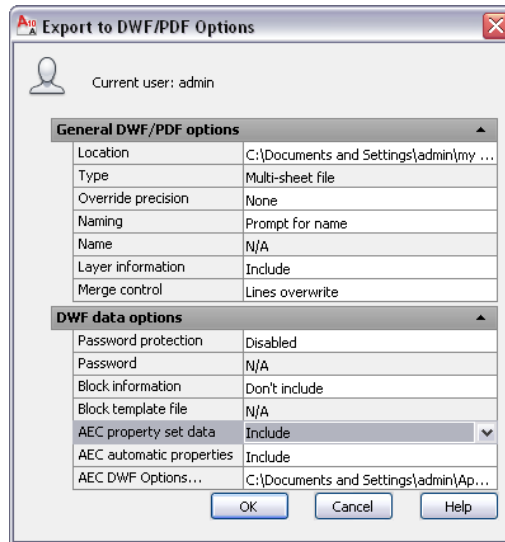 A10 A Export to DWF/PDF Options
Current user: admin
General DWF/PDF options
Location C:\Documents and Settings\admin\my ...
Type Multi-sheet file
Override precision None
Naming Prompt for name
Name N/A
Layer information Include
Merge control Lines overwrite
DWF data options
Password protection Disabled
Password N/A
Block information Don't include
Block template file N/A
AEC property set data Include
AEC automatic properties Include
AEC DWF Options... C:\Documents and Settings\admin\Ap...
OK Cancel Help